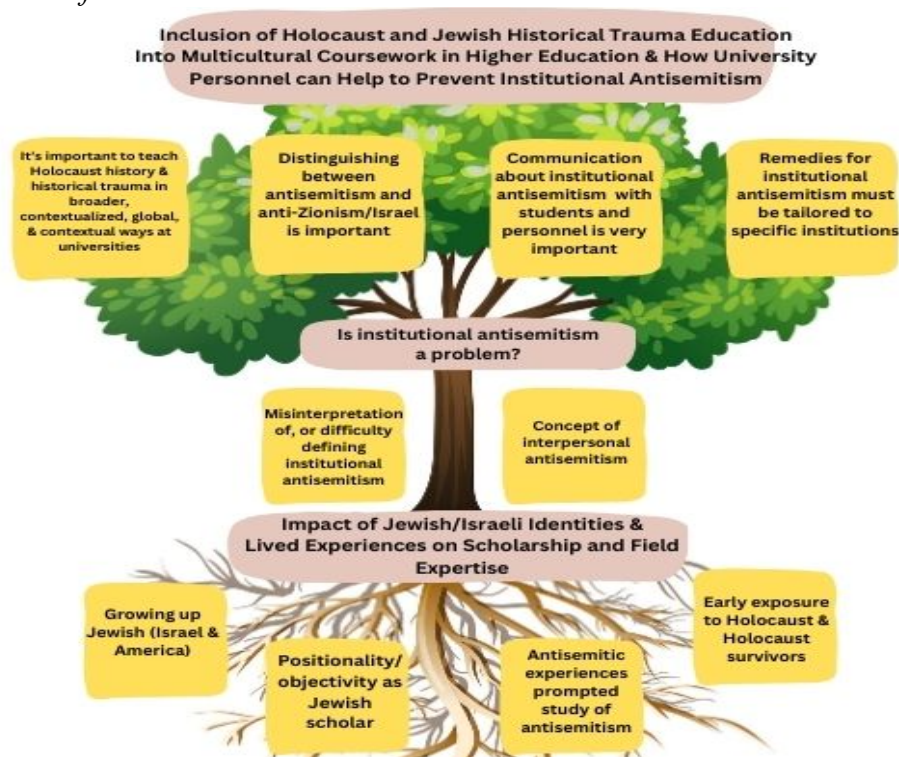 Inclusion of Holocaust and Jewish Historical Trauma Education
Into Multicultural Coursework in Higher Education & How University
Personnel can Help to Prevent Institutional Antisemitism
It's important to teach
Holocaust history &
historical trauma in
broader,
contextualized, global,
& contextual ways at
universities
Distinguishing
between
antisemitism and
anti-Zionism/Israel
is important
Communication
about institutional
antisemitism with
students and
personnel is very
important
Remedies for
institutional
antisemitism must
be tailored to
specific institutions
Is institutional antisemitism
a problem?
Misinterpretation
of, or difficulty
defining
institutional
antisemitism
Concept of
interpersonal
antisemitism
Impact of Jewish/Israeli Identities &
Lived Experiences on Scholarship and Field
Expertise
Growing up
Jewish (Israel &
America)
Positionality/
objectivity as
Jewish
scholar
Antisemitic
experiences
prompted
study of
antisemitism
Early exposure
to Holocaust &
Holocaust
survivors